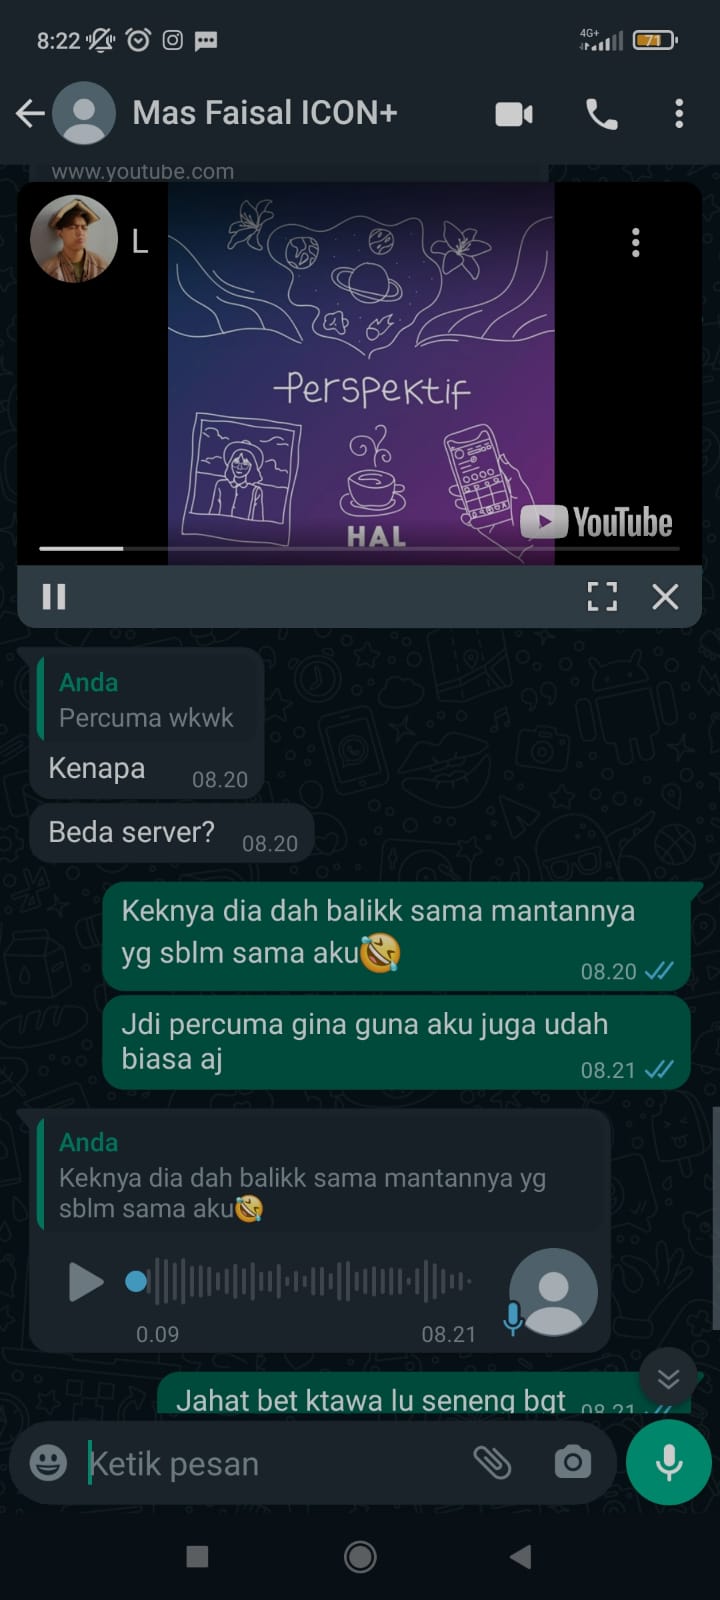 8:22
4G+
71
Mas Faisal ICON+
www.youtube.com
L
Perspektif
HAL
YouTube
Anda
Percuma wkwk
Kenapa 08.20
Beda server? 08.20
Keknya dia dah balikk sama mantannya
yg sblm sama aku🤣
08.20
Jdi percuma gina guna aku juga udah
biasa aj
08.21
Anda
Keknya dia dah balikk sama mantannya yg
sblm sama aku🤣
0.09 08.21
Jahat bet ktawa lu seneng bgt 08.21
Ketik pesan